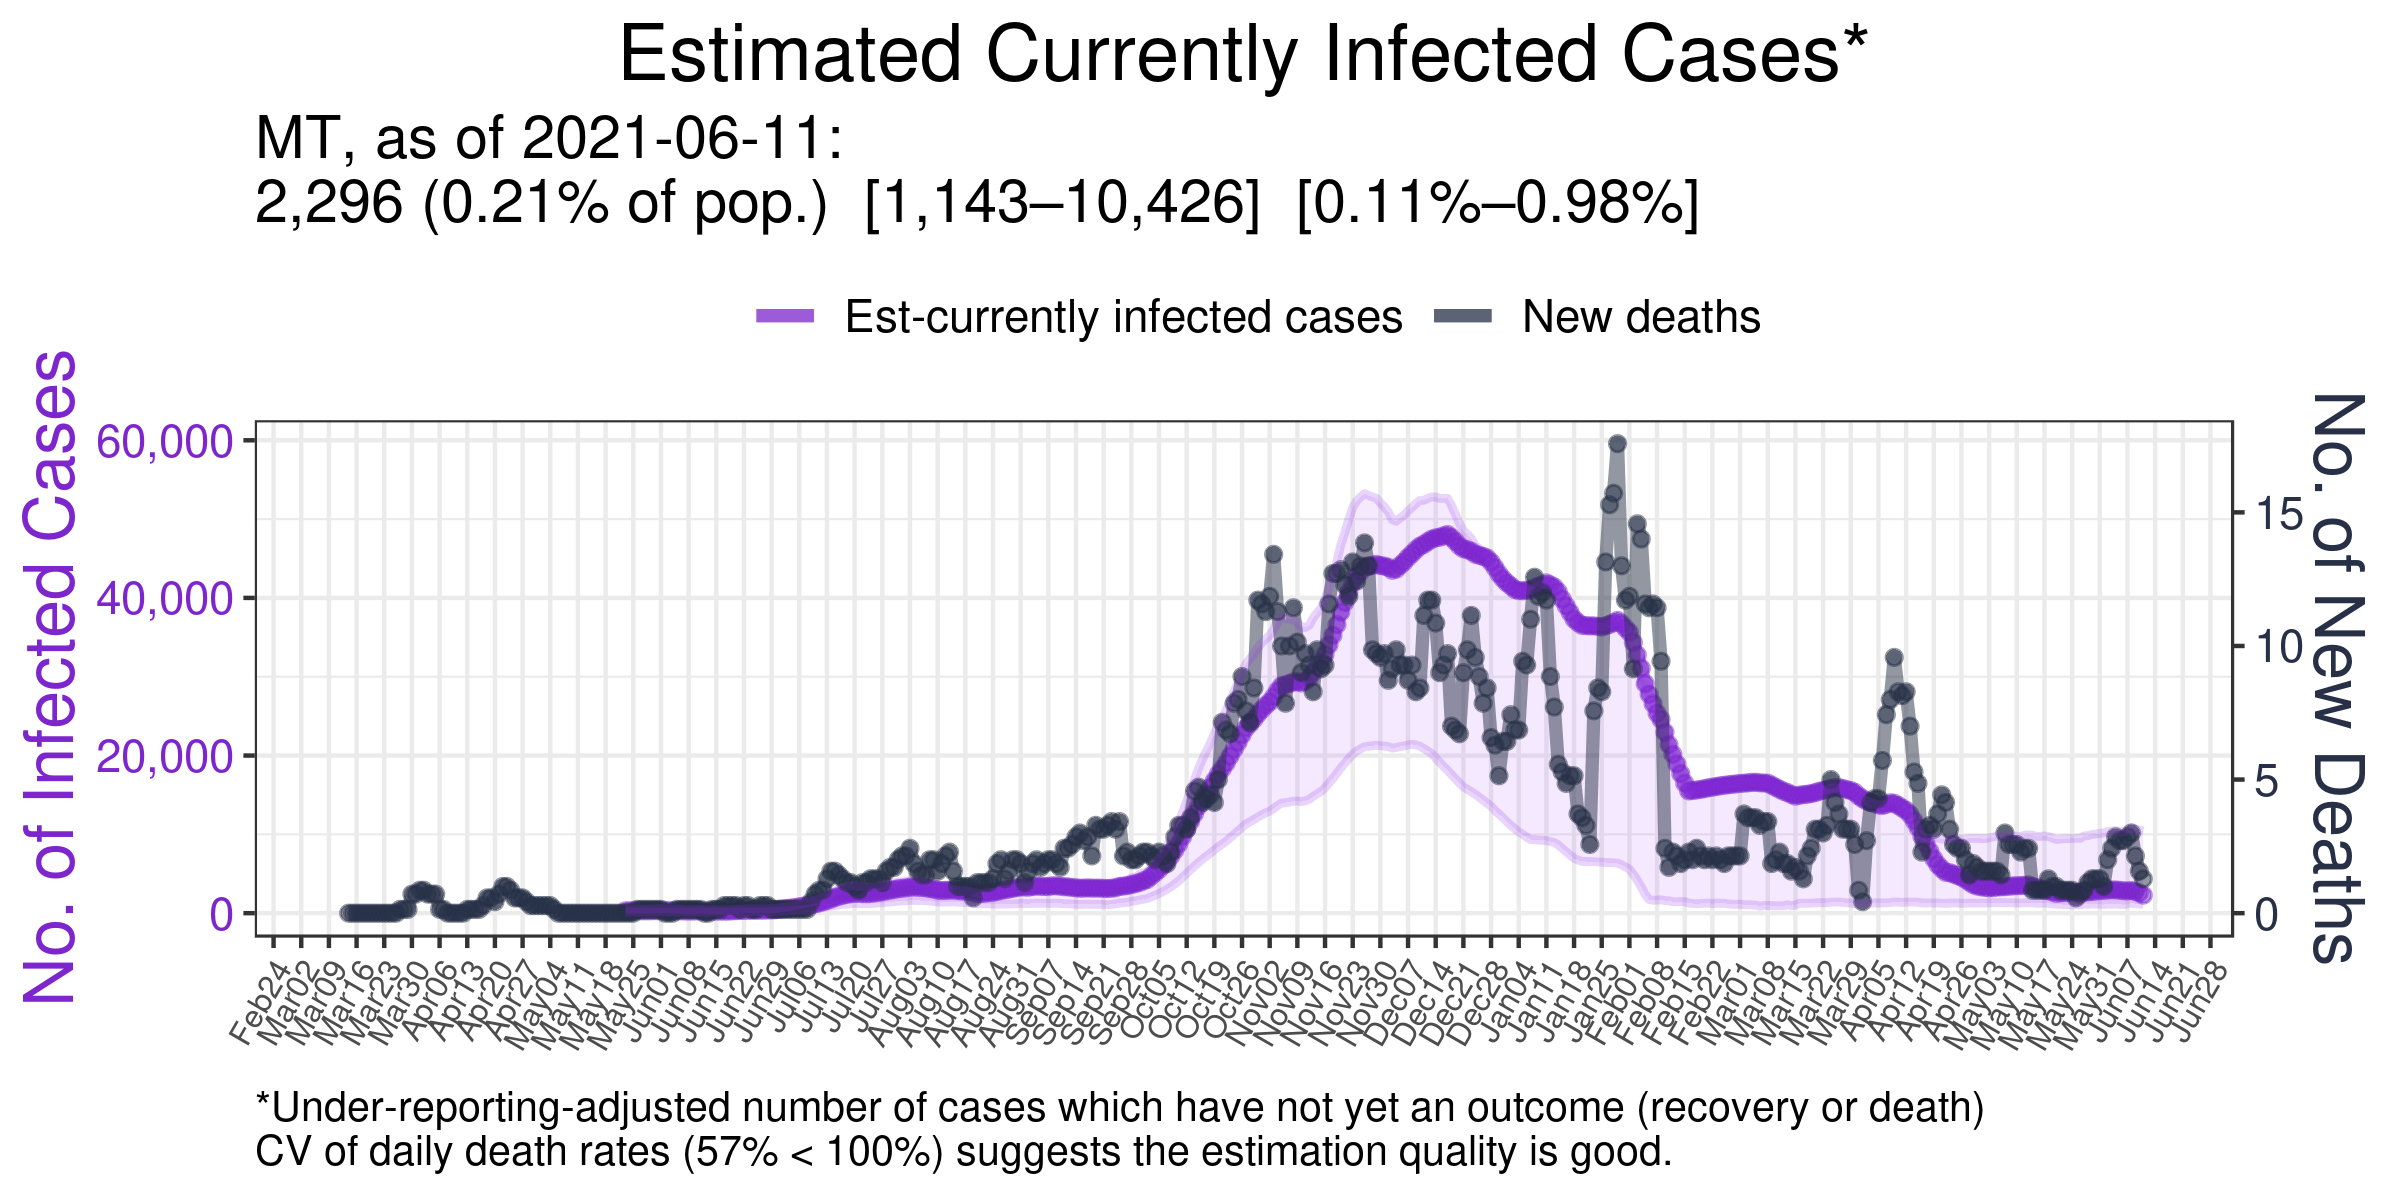 Estimated Currently Infected Cases*
MT, as of 2021-06-11:
2,296 (0.21% of pop.)  [1,143–10,426]  [0.11%–0.98%]
Est-currently infected cases
New deaths
No. of Infected Cases
60,000
40,000
20,000
0
No. of New Deaths
15
10
5
0
Feb24
Mar02
Mar09
Mar16
Mar23
Mar30
Apr06
Apr13
Apr20
Apr27
May04
May11
May18
May25
Jun01
Jun08
Jun15
Jun22
Jun29
Jul06
Jul13
Jul20
Jul27
Aug03
Aug10
Aug17
Aug24
Aug31
Sep07
Sep14
Sep21
Sep28
Oct05
Oct12
Oct19
Oct26
Nov02
Nov09
Nov16
Nov23
Nov30
Dec07
Dec14
Dec21
Dec28
Jan04
Jan11
Jan18
Jan25
Feb01
Feb08
Feb15
Feb22
Mar01
Mar08
Mar15
Mar22
Mar29
Apr05
Apr12
Apr19
Apr26
May03
May10
May17
May24
May31
Jun07
Jun14
Jun21
Jun28
*Under-reporting-adjusted number of cases which have not yet an outcome (recovery or death)
CV of daily death rates (57% < 100%) suggests the estimation quality is good.